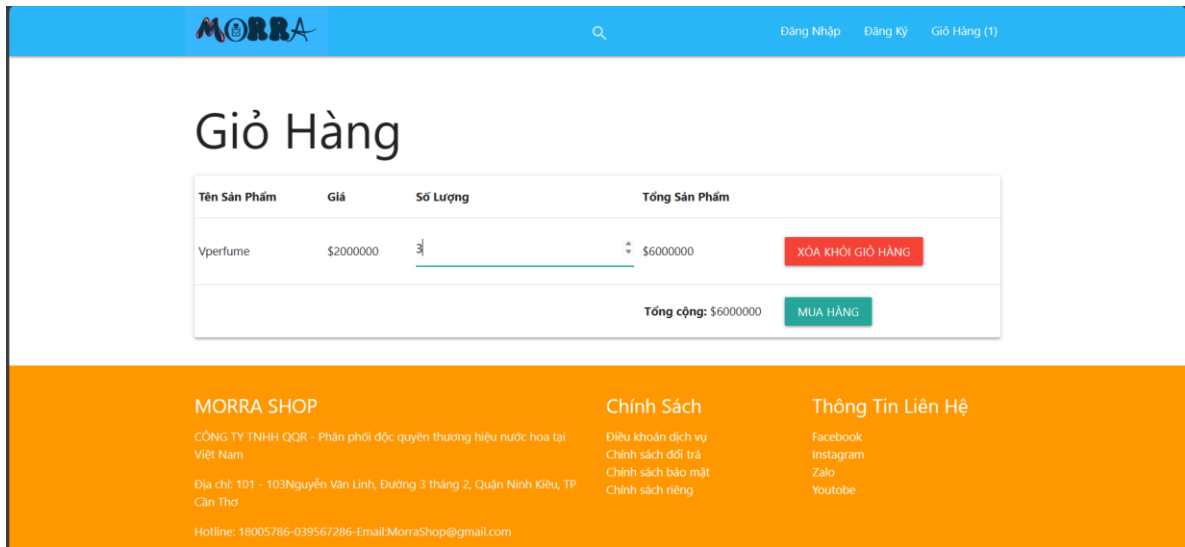 MORRA
Đăng Nhập Đăng Ký Giỏ Hàng (1)
Giỏ Hàng
Tên Sản Phẩm Giá Số Lượng Tổng Sản Phẩm
Vperfume $2000000 3 $6000000 XÓA KHỎI GIỎ HÀNG
Tổng cộng: $6000000 MUA HÀNG
MORRA SHOP
CÔNG TY TNHH QQR - Phân phối độc quyền thương hiệu nước hoa tại
Việt Nam
Địa chỉ: 101 - 103Nguyễn Văn Linh, Đường 3 tháng 2, Quận Ninh Kiều, TP
Cần Thơ
Hotline: 18005786-039567286-Email:MorraShop@gmail.com
Chính Sách
Điều khoản dịch vụ
Chính sách đổi trả
Chính sách bảo mật
Chính sách riêng
Thông Tin Liên Hệ
Facebook
Instagram
Zalo
Youtobe